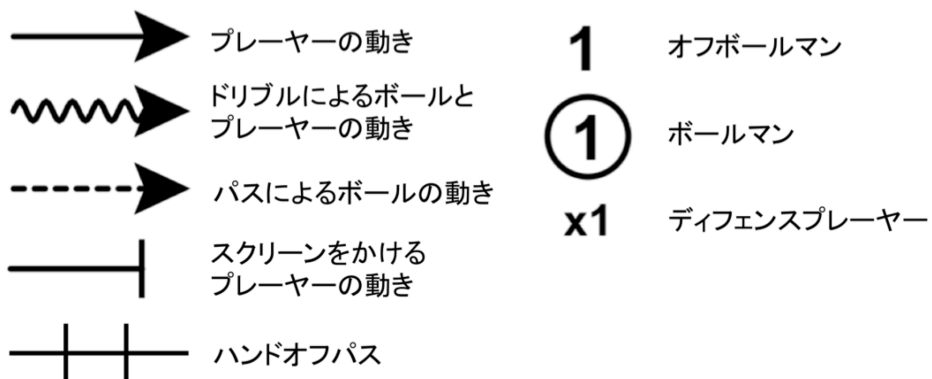 プレーヤーの動き
ドリブルによるボールと
プレーヤーの動き
パスによるボールの動き
スクリーンをかける
プレーヤーの動き
ハンドオフパス
1 オフボールマン
1 ボールマン
x1 ディフェンスプレーヤー